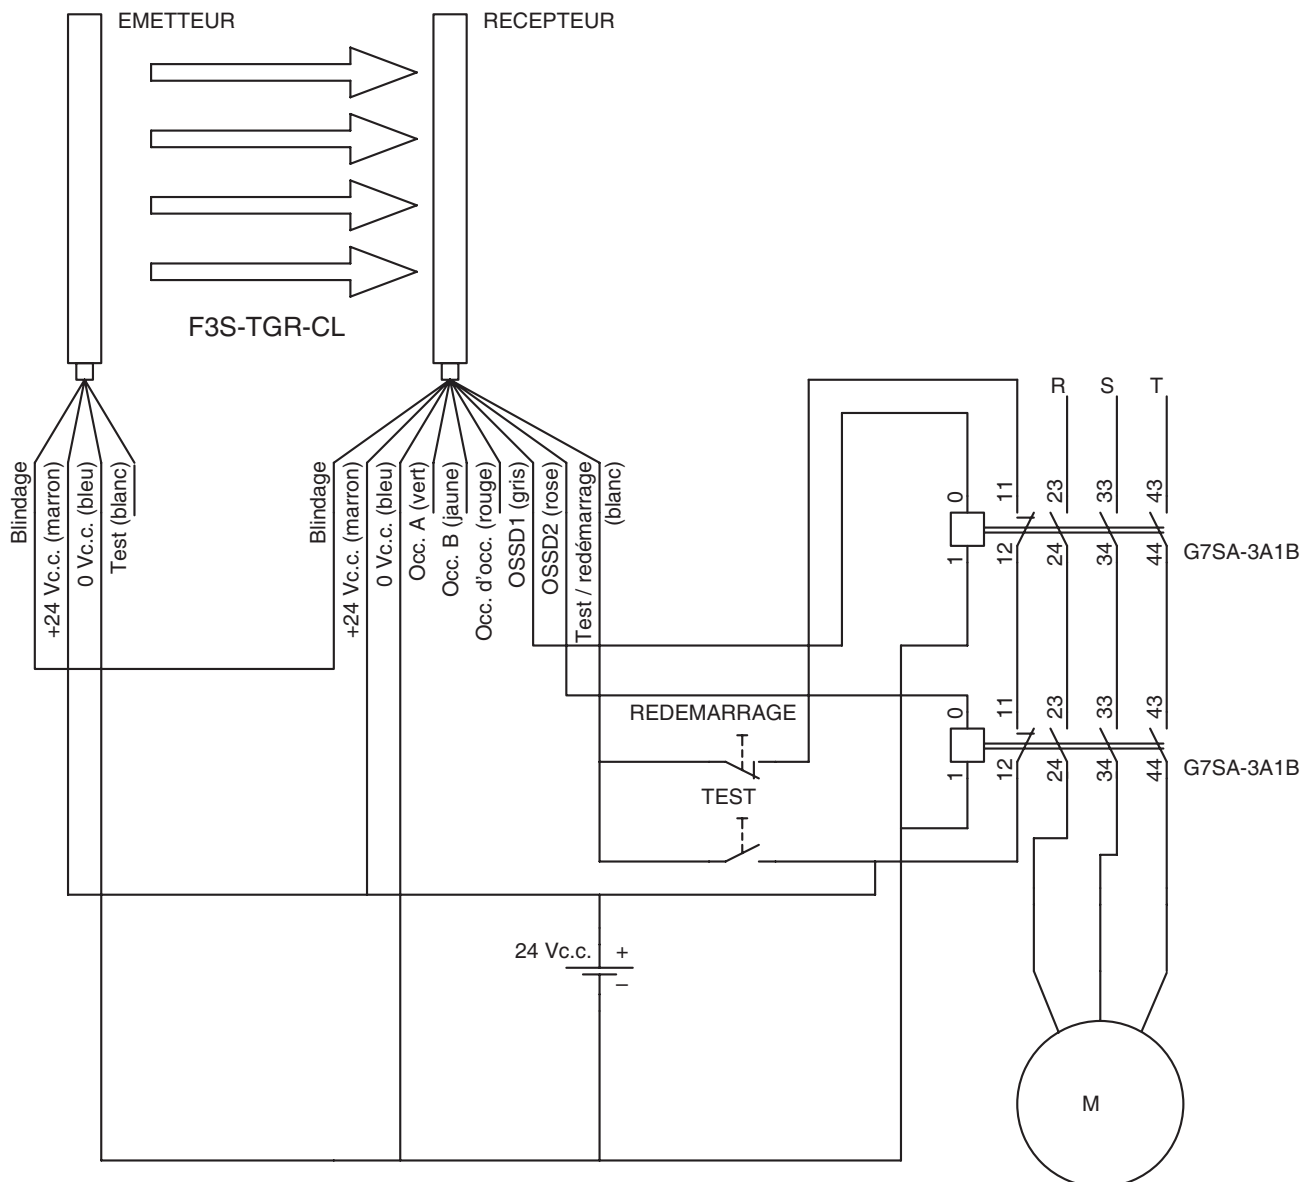 EMETTEUR
RECEPTEUR
F3S-TGR-CL
R
S
T
Blindage
+24 Vc.c. (marron)
0 Vc.c. (bleu)
Test (blanc)
Blindage
+24 Vc.c. (marron)
0 Vc.c. (bleu)
Occ. A (vert)
Occ. B (jaune)
Occ. d'occ. (rouge)
OSSD1 (gris)
OSSD2 (rose)
Test / redémarrage
(blanc)
0
11
23
33
43
1
12
24
34
44
G7SA-3A1B
REDEMARRAGE
0
11
23
33
43
1
12
24
34
44
G7SA-3A1B
TEST
24 Vc.c.
+
–
M